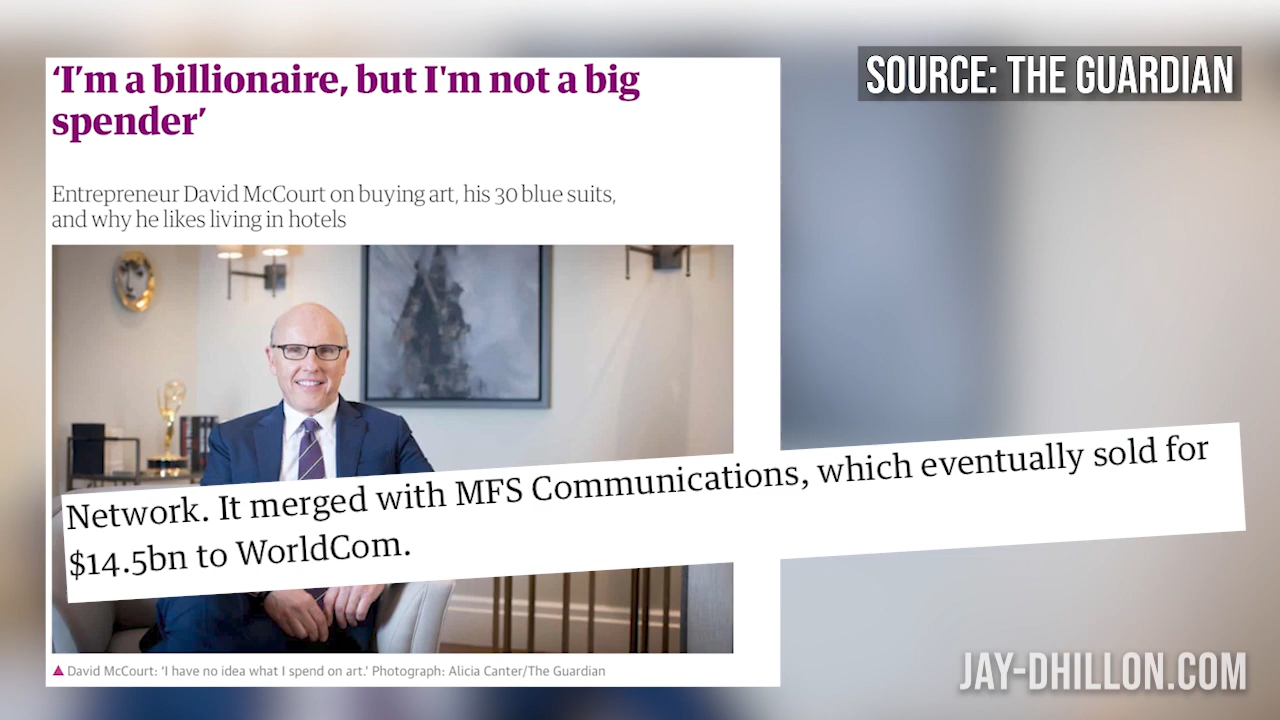 ‘I’m a billionaire, but I'm not a big
spender’
SOURCE: THE GUARDIAN
Entrepreneur David McCourt on buying art, his 30 blue suits,
and why he likes living in hotels
Network. It merged with MFS Communications, which eventually sold for
$14.5bn to WorldCom.
David McCourt: ‘I have no idea what I spend on art.’ Photograph: Alicia Canter/The Guardian
JAY-DHILLON.COM